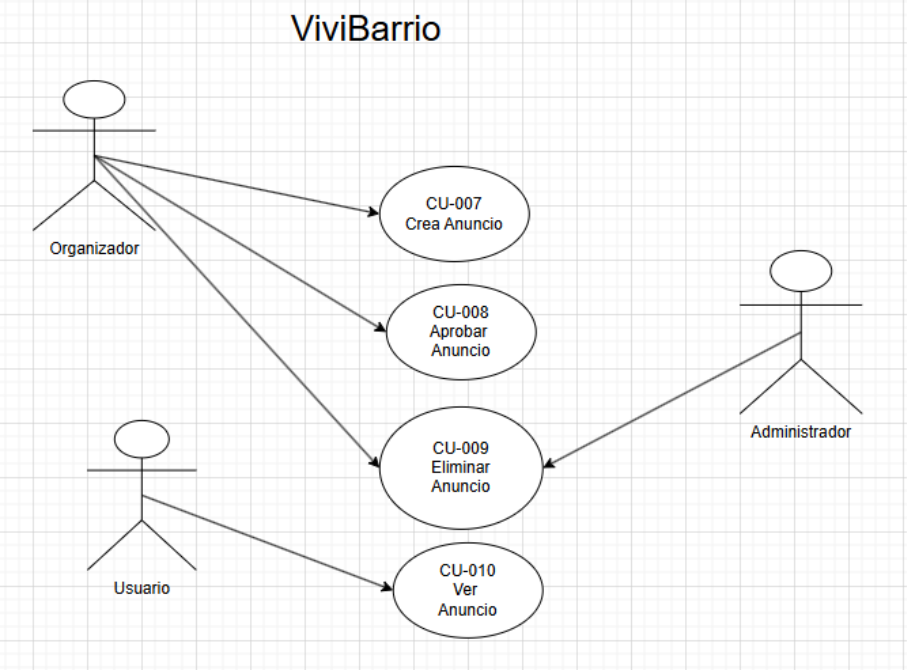 ViviBarrio
Organizador
CU-007
Crea Anuncio
CU-008
Aprobar
Anuncio
Administrador
CU-009
Eliminar
Anuncio
Usuario
CU-010
Ver
Anuncio